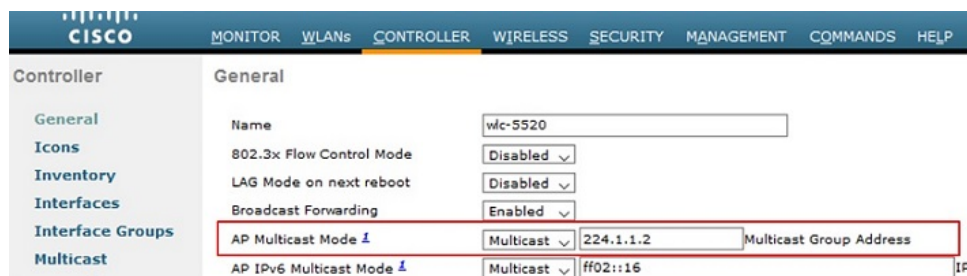 CISCO
MONITOR WLANs CONTROLLER WIRELESS SECURITY MANAGEMENT COMMANDS HELP
Controller
General
Icons
Inventory
Interfaces
Interface Groups
Multicast
General
Name wlc-5520
802.3x Flow Control Mode Disabled
LAG Mode on next reboot Disabled
Broadcast Forwarding Enabled
AP Multicast Mode 1 Multicast 224.1.1.2 Multicast Group Address
AP IPv6 Multicast Mode 1 Multicast ff02::16